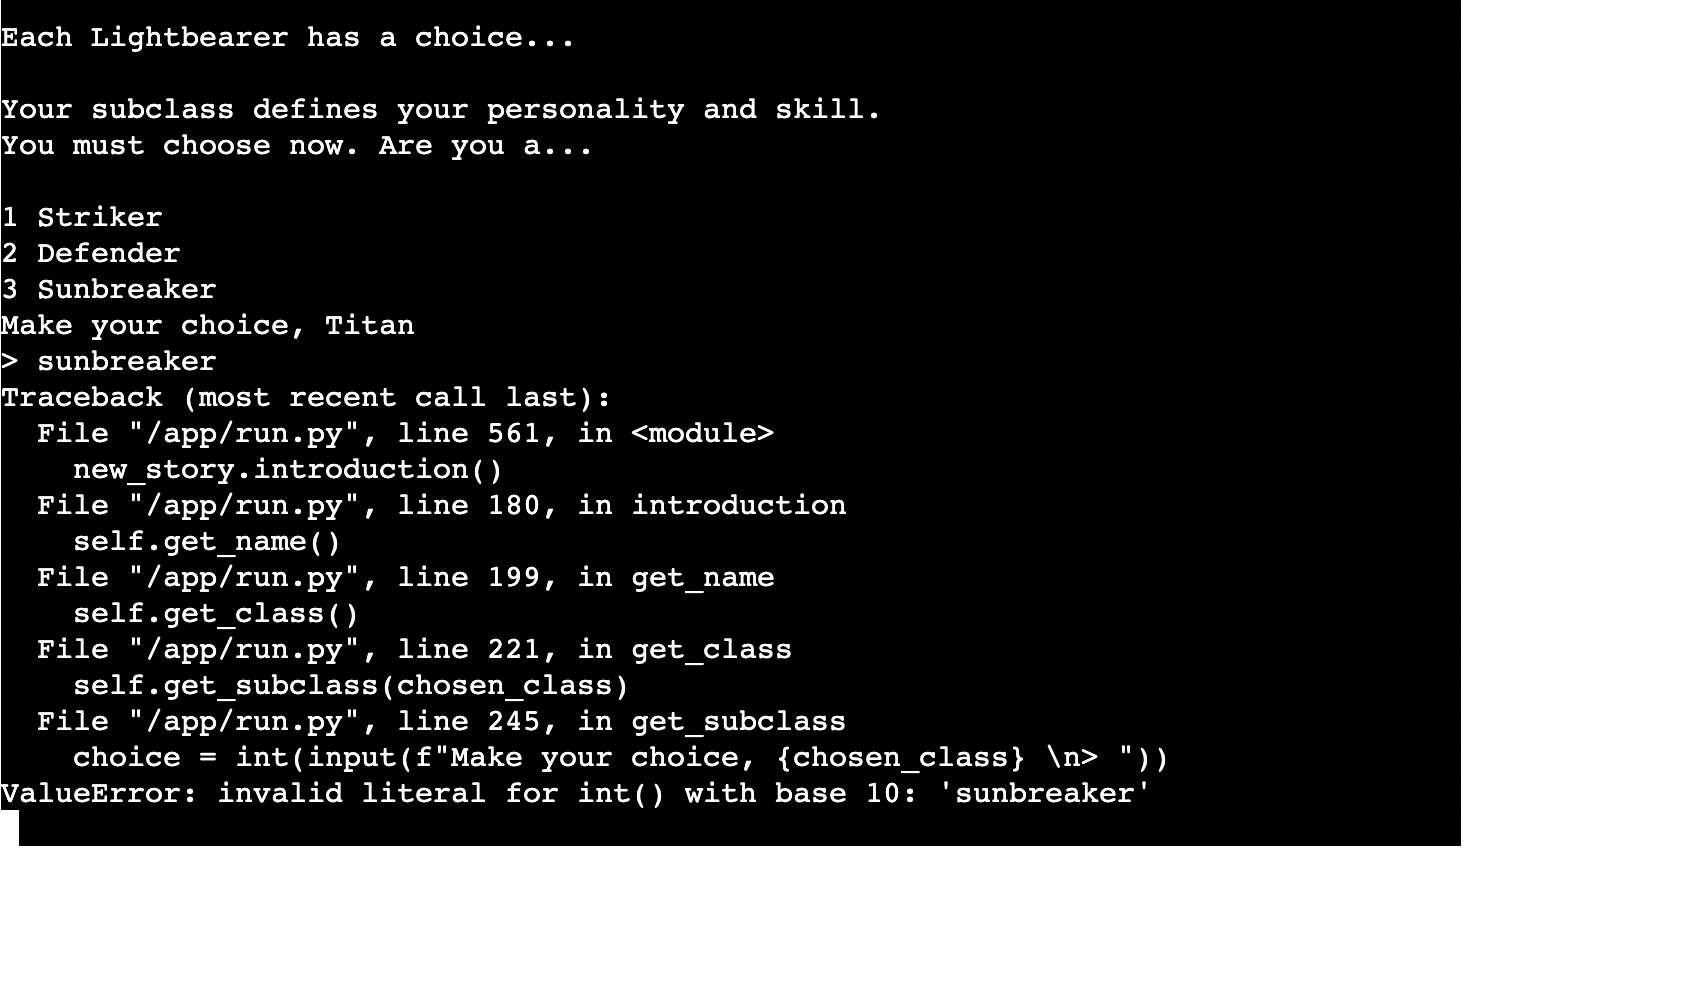 Each Lightbearer has a choice...
Your subclass defines your personality and skill.
You must choose now. Are you a...
1 Striker
2 Defender
3 Sunbreaker
Make your choice, Titan
> sunbreaker
Traceback (most recent call last):
  File "/app/run.py", line 561, in <module>
    new_story.introduction()
  File "/app/run.py", line 180, in introduction
    self.get_name()
  File "/app/run.py", line 199, in get_name
    self.get_class()
  File "/app/run.py", line 221, in get_class
    self.get_subclass(chosen_class)
  File "/app/run.py", line 245, in get_subclass
    choice = int(input(f"Make your choice, {chosen_class} \n> "))
ValueError: invalid literal for int() with base 10: 'sunbreaker'